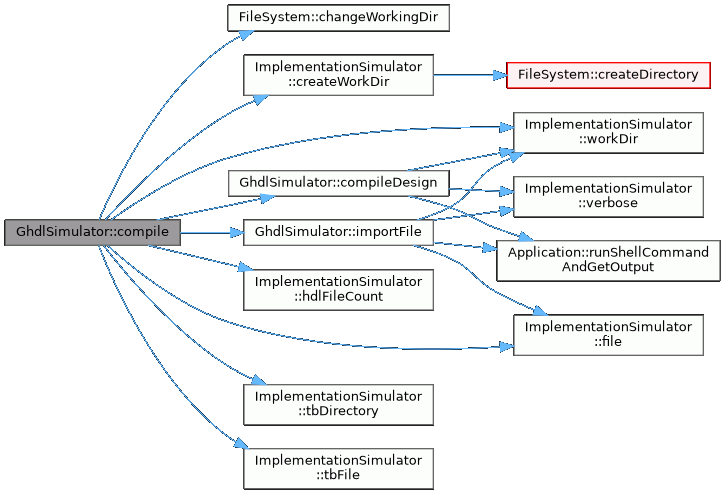 FileSystem::changeWorkingDir
ImplementationSimulator
::createWorkDir
FileSystem::createDirectory
ImplementationSimulator
::workDir
GhdlSimulator::compileDesign
ImplementationSimulator
::verbose
GhdlSimulator::compile
GhdlSimulator::importFile
Application::runShellCommand
AndGetOutput
ImplementationSimulator
::hdlFileCount
ImplementationSimulator
::file
ImplementationSimulator
::tbDirectory
ImplementationSimulator
::tbFile